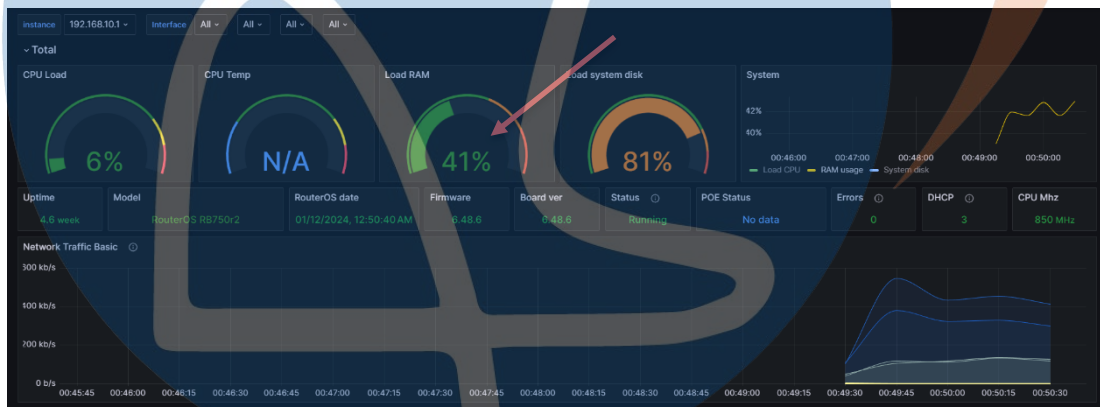 instance 192.168.10.1 Interface All All All All
Total
CPU Load CPU Temp Load RAM Load system disk System
6% N/A 41% 81%
42%
40%
00:46:00 00:47:00 00:48:00 00:49:00 00:50:00
Load CPU RAM usage System disk
Uptime Model RouterOS date Firmware Board ver Status POE Status Errors DHCP CPU Mhz
4.6 week RouterOS RB750r2 01/12/2024, 12:50:40 AM 6.48.6 6.48.6 Running No data 0 3 850 MHz
Network Traffic Basic
300 kb/s
400 kb/s
200 kb/s
0 b/s
00:45:45 00:46:00 00:46:15 00:46:30 00:46:45 00:47:00 00:47:15 00:47:30 00:47:45 00:48:00 00:48:15 00:48:30 00:48:45 00:49:00 00:49:15 00:49:30 00:49:45 00:50:00 00:50:15 00:50:30